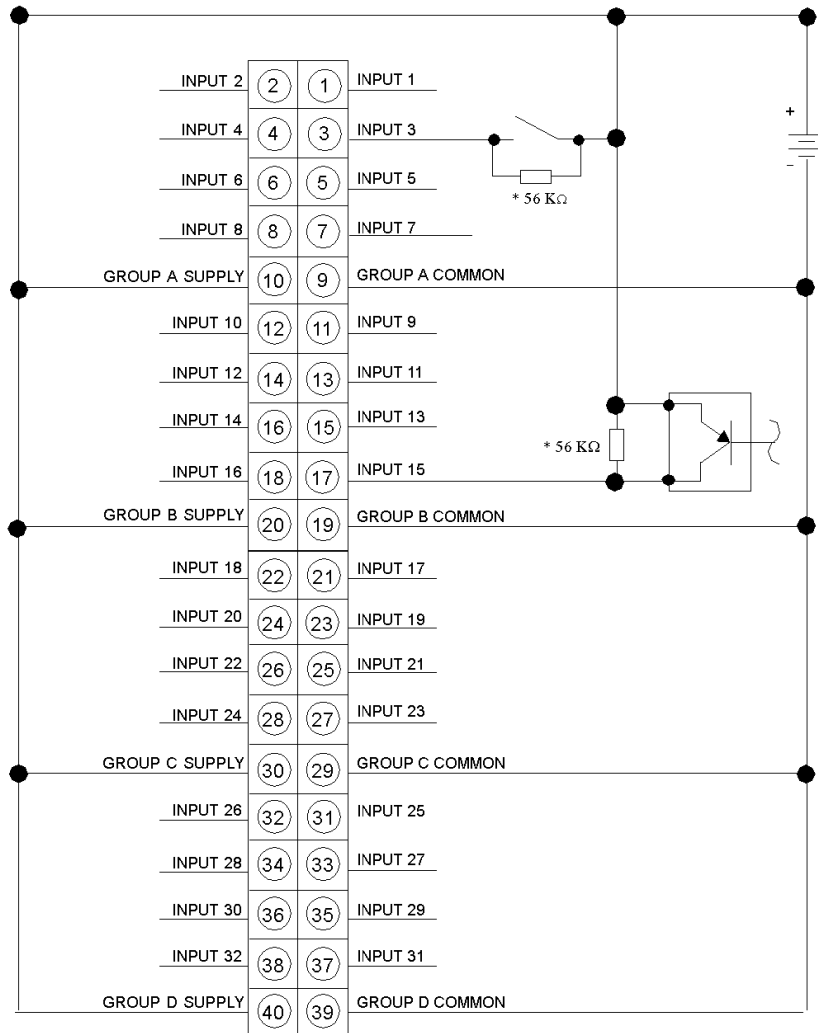 INPUT 2 2 1 INPUT 1
+
INPUT 4 4 3 INPUT 3
-
INPUT 6 6 5 INPUT 5
* 56 KΩ
INPUT 8 8 7 INPUT 7
GROUP A SUPPLY 10 9 GROUP A COMMON
INPUT 10 12 11 INPUT 9
INPUT 12 14 13 INPUT 11
INPUT 14 16 15 INPUT 13
* 56 KΩ
INPUT 16 18 17 INPUT 15
GROUP B SUPPLY 20 19 GROUP B COMMON
INPUT 18 22 21 INPUT 17
INPUT 20 24 23 INPUT 19
INPUT 22 26 25 INPUT 21
INPUT 24 28 27 INPUT 23
GROUP C SUPPLY 30 29 GROUP C COMMON
INPUT 26 32 31 INPUT 25
INPUT 28 34 33 INPUT 27
INPUT 30 36 35 INPUT 29
INPUT 32 38 37 INPUT 31
GROUP D SUPPLY 40 39 GROUP D COMMON